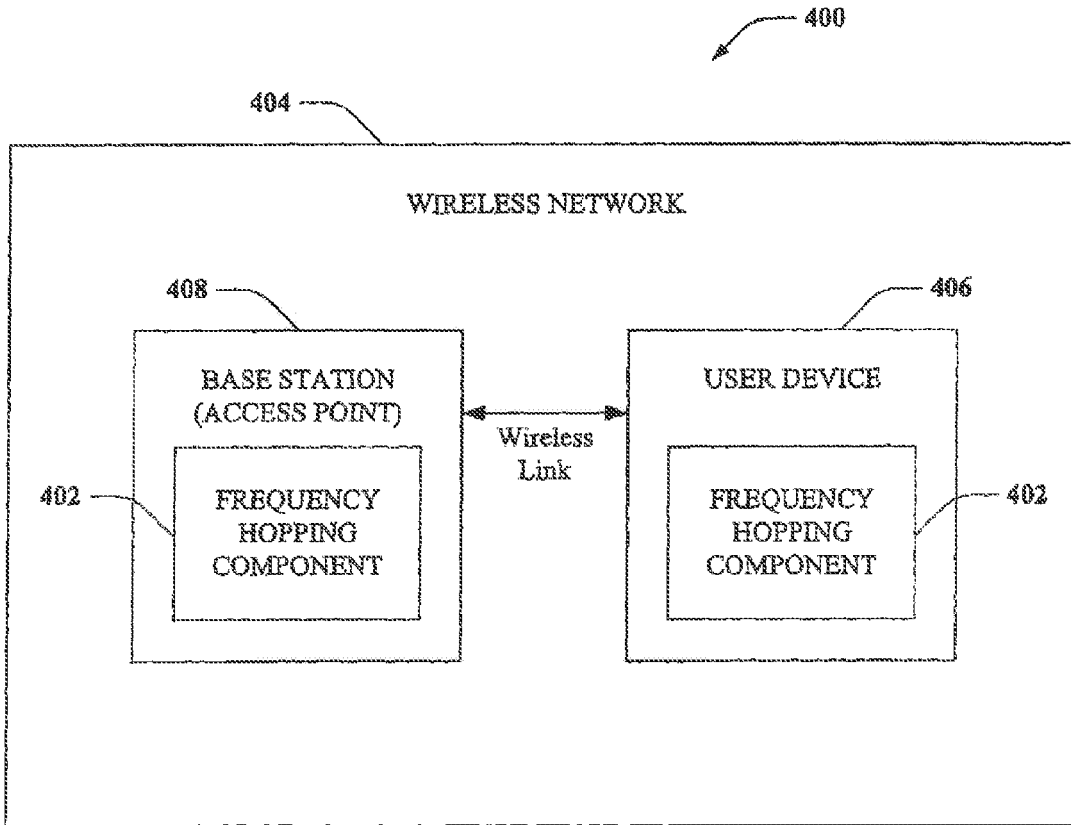 400
404
WIRELESS NETWORK
408
406
BASE STATION
(ACCESS POINT)
USER DEVICE
Wireless
Link
402
FREQUENCY
HOPPING
COMPONENT
FREQUENCY
HOPPING
COMPONENT
402